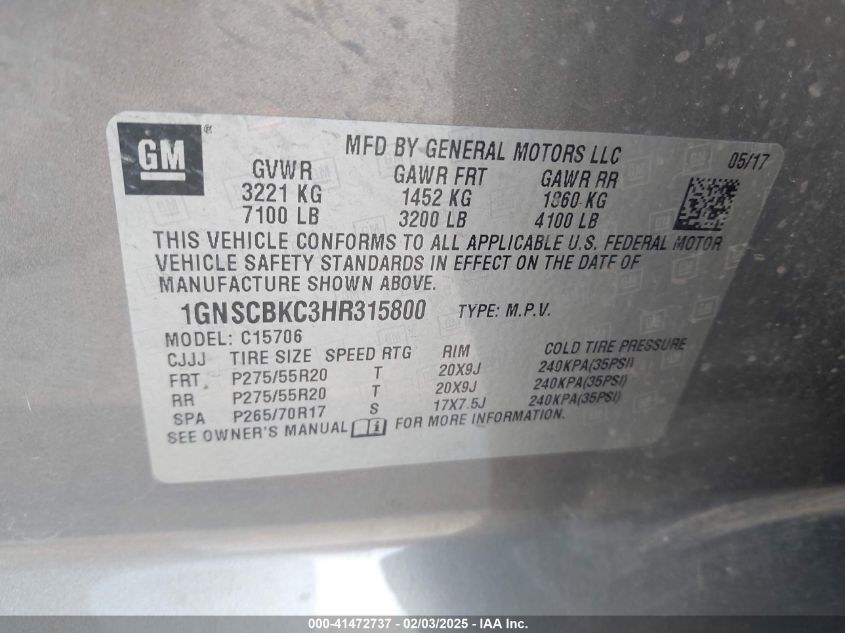 GM ®
MFD BY GENERAL MOTORS LLC 05/17
GVWR GAWR FRT GAWR RR
3221 KG 1452 KG 1860 KG
7100 LB 3200 LB 4100 LB
THIS VEHICLE CONFORMS TO ALL APPLICABLE U.S. FEDERAL MOTOR
VEHICLE SAFETY STANDARDS IN EFFECT ON THE DATE OF
MANUFACTURE SHOWN ABOVE.
1GNSCBKC3HR315800 TYPE: M.P.V.
MODEL: C15706
CJJJ TIRE SIZE SPEED RTG RIM COLD TIRE PRESSURE
FRT P275/55R20 T 20X9J 240KPA(35PSI)
RR P275/55R20 T 20X9J 240KPA(35PSI)
SPA P265/70R17 S 17X7.5J 240KPA(35PSI)
SEE OWNER'S MANUAL i FOR MORE INFORMATION.
000-41472737 - 02/03/2025 - IAA Inc.